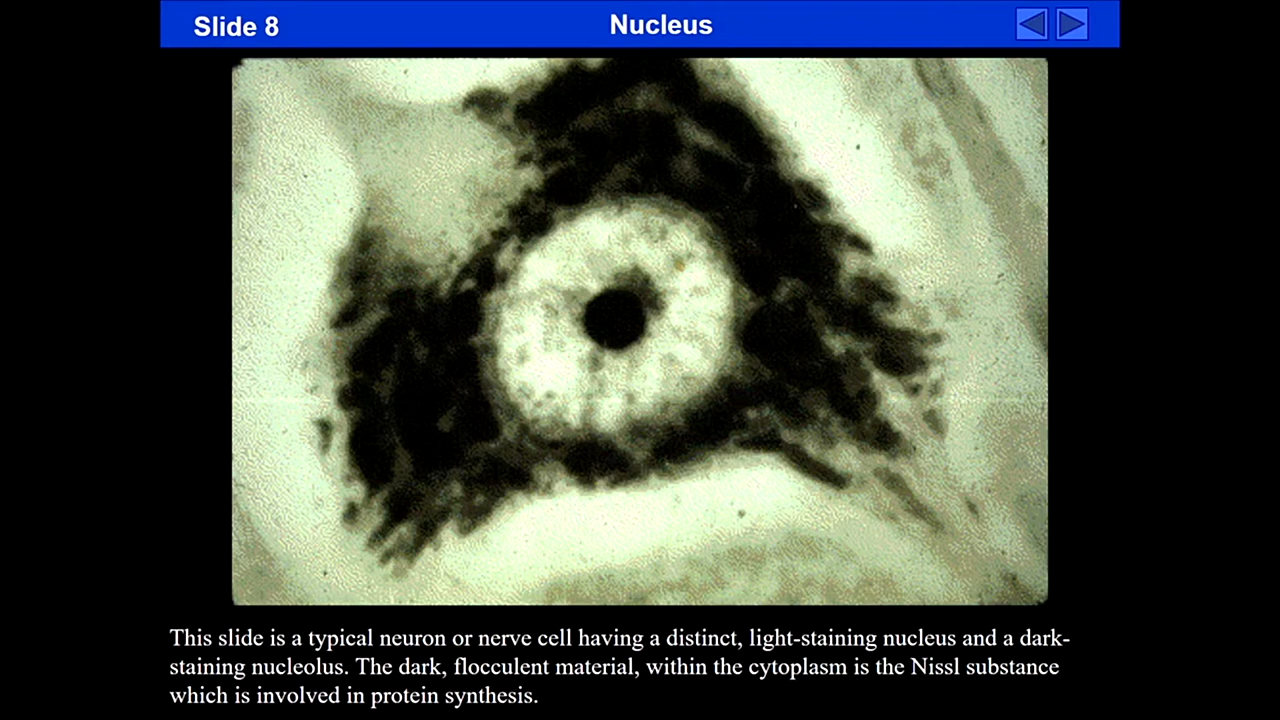 Slide 8
Nucleus
This slide is a typical neuron or nerve cell having a distinct, light-staining nucleus and a dark-
staining nucleolus. The dark, flocculent material, within the cytoplasm is the Nissl substance
which is involved in protein synthesis.